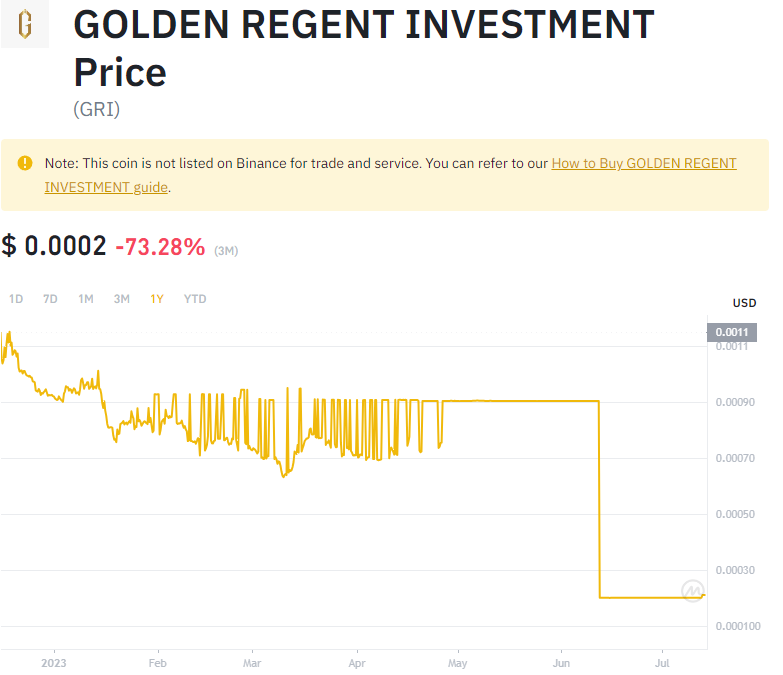 GOLDEN REGENT INVESTMENT
Price
(GRI)
Note: This coin is not listed on Binance for trade and service. You can refer to our How to Buy GOLDEN REGENT
INVESTMENT guide.
$ 0.0002 -73.28% (3M)
1D 7D 1M 3M 1Y YTD
USD
0.0011
0.0011
0.00090
0.00070
0.00050
0.00030
0.000100
2023 Feb Mar Apr May Jun Jul